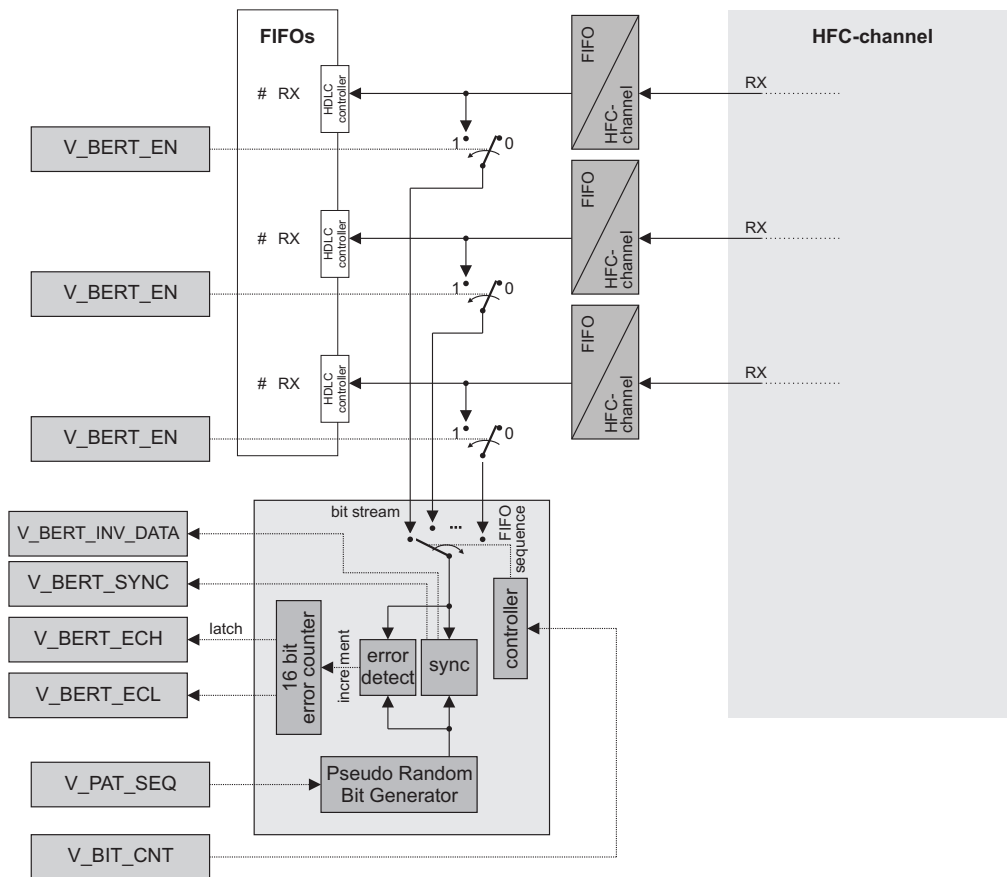 FIFOs
HFC-channel
# RX
HDLC
controller
FIFO
HFC-
channel
RX
V_BERT_EN
1
0
# RX
HDLC
controller
FIFO
HFC-
channel
RX
V_BERT_EN
1
0
# RX
HDLC
controller
FIFO
HFC-
channel
RX
V_BERT_EN
1
0
bit stream
...
FIFO
sequence
V_BERT_INV_DATA
V_BERT_SYNC
V_BERT_ECH
latch
V_BERT_ECL
16 bit
error counter
increment
error
detect
sync
controller
V_PAT_SEQ
Pseudo Random
Bit Generator
V_BIT_CNT